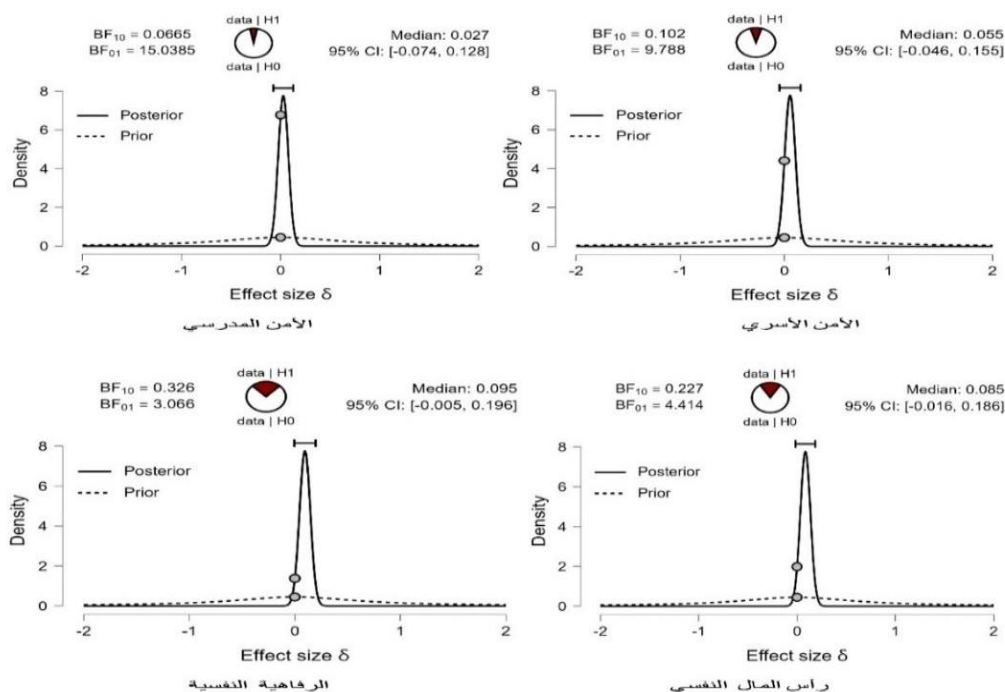 data | H1
BF10 = 0.0665
BF01 = 15.0385
data | H0
Median: 0.027
95% CI: [-0.074, 0.128]
8
6
4
2
0
Density
Posterior
Prior
-2
-1
0
1
2
Effect size δ
الأمن المدرسي
data | H1
BF10 = 0.102
BF01 = 9.788
data | H0
Median: 0.055
95% CI: [-0.046, 0.155]
8
6
4
2
0
Density
Posterior
Prior
-2
-1
0
1
2
Effect size δ
الأمن الأسري
data | H1
BF10 = 0.326
BF01 = 3.066
data | H0
Median: 0.095
95% CI: [-0.005, 0.196]
8
6
4
2
0
Density
Posterior
Prior
-2
-1
0
1
2
Effect size δ
الرفاهية النفسية
data | H1
BF10 = 0.227
BF01 = 4.414
data | H0
Median: 0.085
95% CI: [-0.016, 0.186]
8
6
4
2
0
Density
Posterior
Prior
-2
-1
0
1
2
Effect size δ
رأس المال النفسي